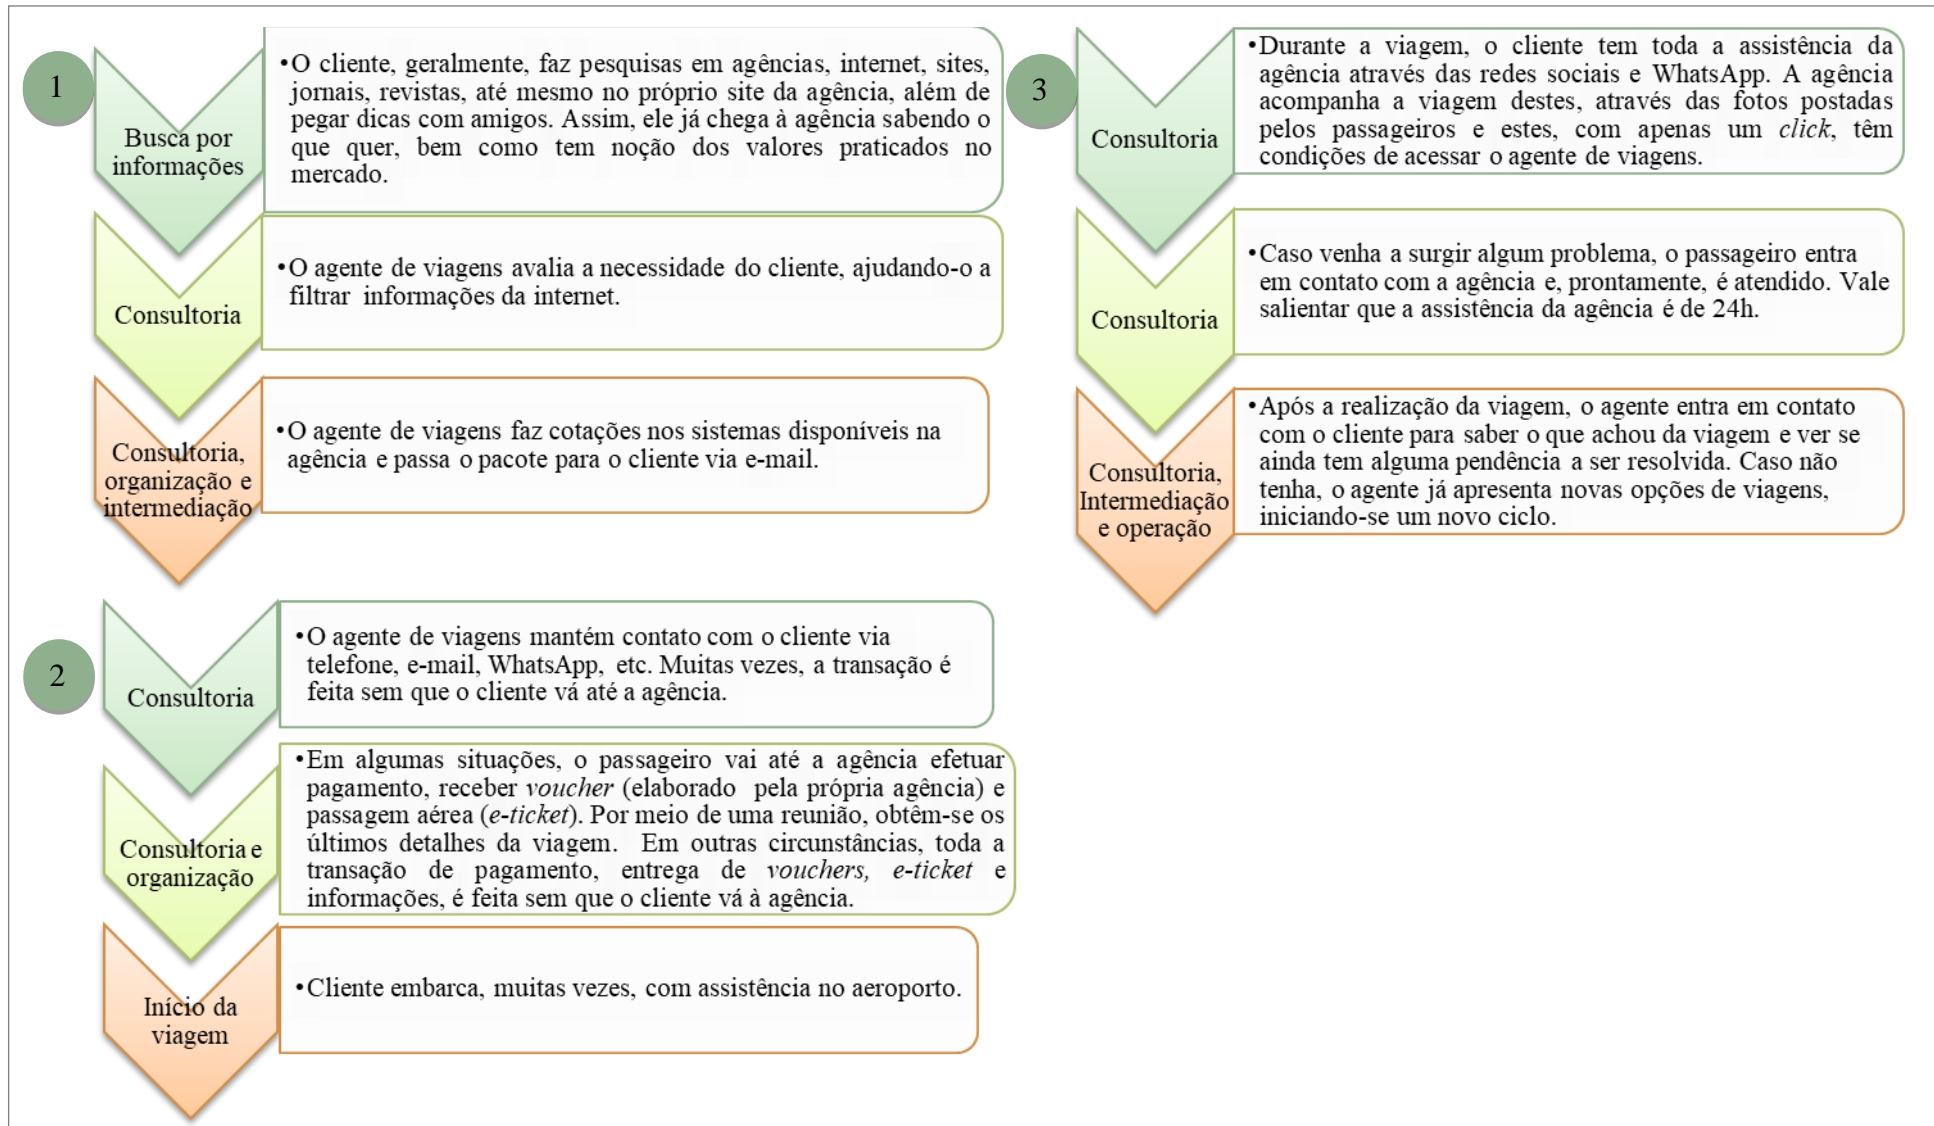 1
Busca por
informações
•O cliente, geralmente, faz pesquisas em agências, internet, sites,
jornais, revistas, até mesmo no próprio site da agência, além de
pegar dicas com amigos. Assim, ele já chega à agência sabendo o
que quer, bem como tem noção dos valores praticados no
mercado.
Consultoria
•O agente de viagens avalia a necessidade do cliente, ajudando-o a
filtrar informações da internet.
Consultoria,
organização e
intermediação
•O agente de viagens faz cotações nos sistemas disponíveis na
agência e passa o pacote para o cliente via e-mail.
2
Consultoria
•O agente de viagens mantém contato com o cliente via
telefone, e-mail, WhatsApp, etc. Muitas vezes, a transação é
feita sem que o cliente vá até a agência.
Consultoria e
organização
•Em algumas situações, o passageiro vai até a agência efetuar
pagamento, receber voucher (elaborado pela própria agência) e
passagem aérea (e-ticket). Por meio de uma reunião, obtêm-se os
últimos detalhes da viagem. Em outras circunstâncias, toda a
transação de pagamento, entrega de vouchers, e-ticket e
informações, é feita sem que o cliente vá à agência.
Início da
viagem
•Cliente embarca, muitas vezes, com assistência no aeroporto.
3
Consultoria
•Durante a viagem, o cliente tem toda a assistência da
agência através das redes sociais e WhatsApp. A agência
acompanha a viagem destes, através das fotos postadas
pelos passageiros e estes, com apenas um click, têm
condições de acessar o agente de viagens.
Consultoria
•Caso venha a surgir algum problema, o passageiro entra
em contato com a agência e, prontamente, é atendido. Vale
salientar que a assistência da agência é de 24h.
Consultoria,
Intermediação
e operação
•Após a realização da viagem, o agente entra em contato
com o cliente para saber o que achou da viagem e ver se
ainda tem alguma pendência a ser resolvida. Caso não
tenha, o agente já apresenta novas opções de viagens,
iniciando-se um novo ciclo.